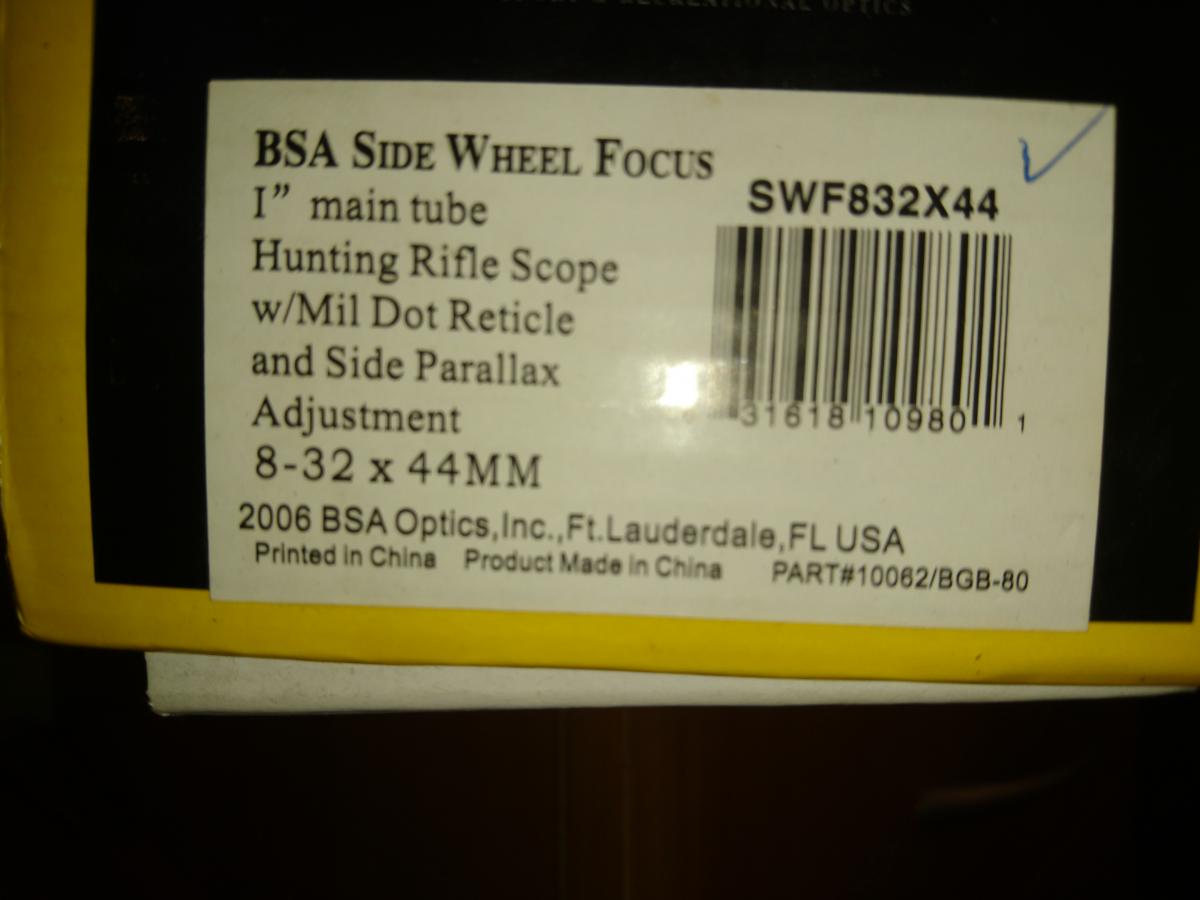 RECREATIONAL OPTICS
BSA SIDE WHEEL FOCUS
I" main tube
Hunting Rifle Scope
w/Mil Dot Reticle
and Side Parallax
Adjustment
8-32 x 44MM
SWF832X44
31618 10980 1
2006 BSA Optics,Inc.,Ft.Lauderdale,FL USA
Printed in China Product Made in China PART#10062/BGB-80